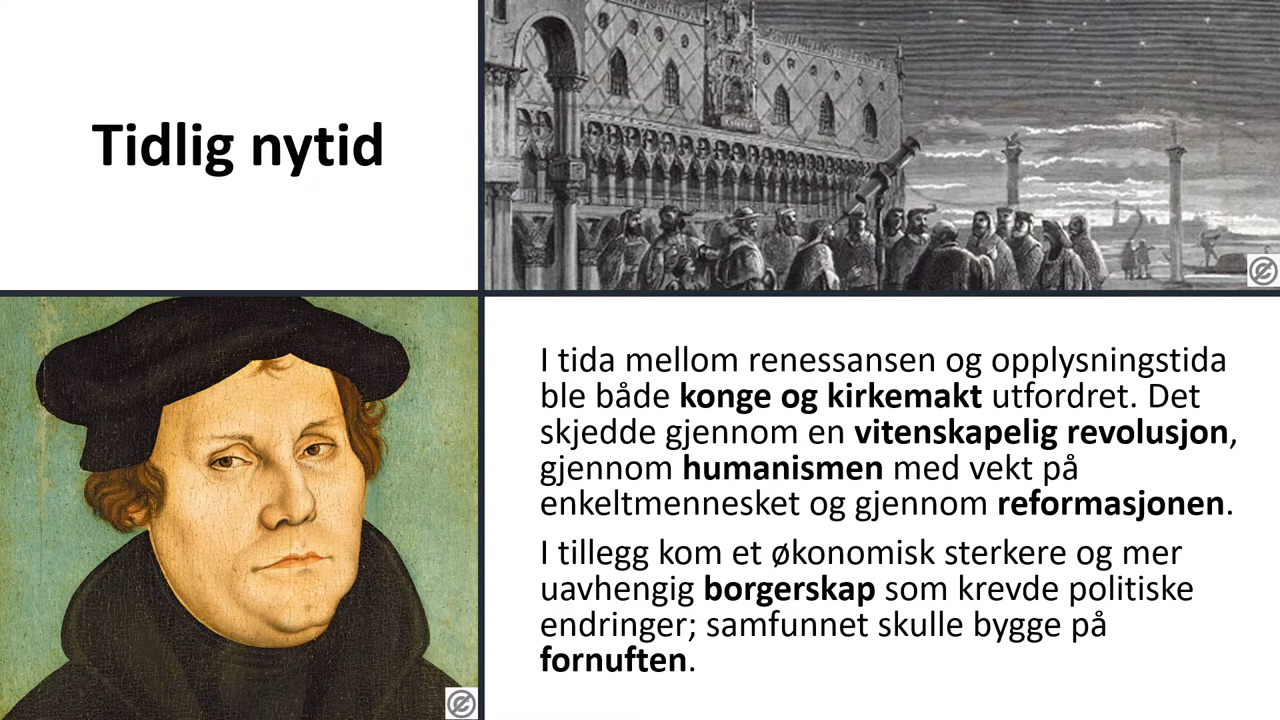 Tidlig nytid
I tida mellom renessansen og opplysningstida
ble både konge og kirkemakt utfordret. Det
skjedde gjennom en vitenskapelig revolusjon,
gjennom humanismen med vekt på
enkeltmennesket og gjennom reformasjonen.
I tillegg kom et økonomisk sterkere og mer
uavhengig borgerskap som krevde politiske
endringer; samfunnet skulle bygge på
fornuften.